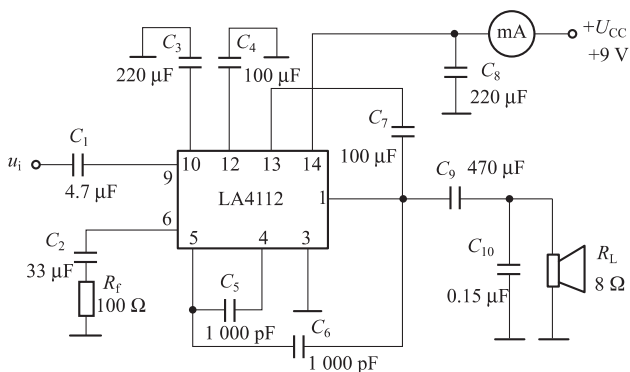 C3
220 μF
C4
100 μF
mA
+UCC
+9 V
C8
220 μF
C7
100 μF
C1
ui
4.7 μF
10 12 13 14
9
LA4112
1
6
5 4 3
C9 470 μF
C2
33 μF
Rf
100 Ω
C5
1 000 pF
C6
1 000 pF
C10
0.15 μF
RL
8 Ω